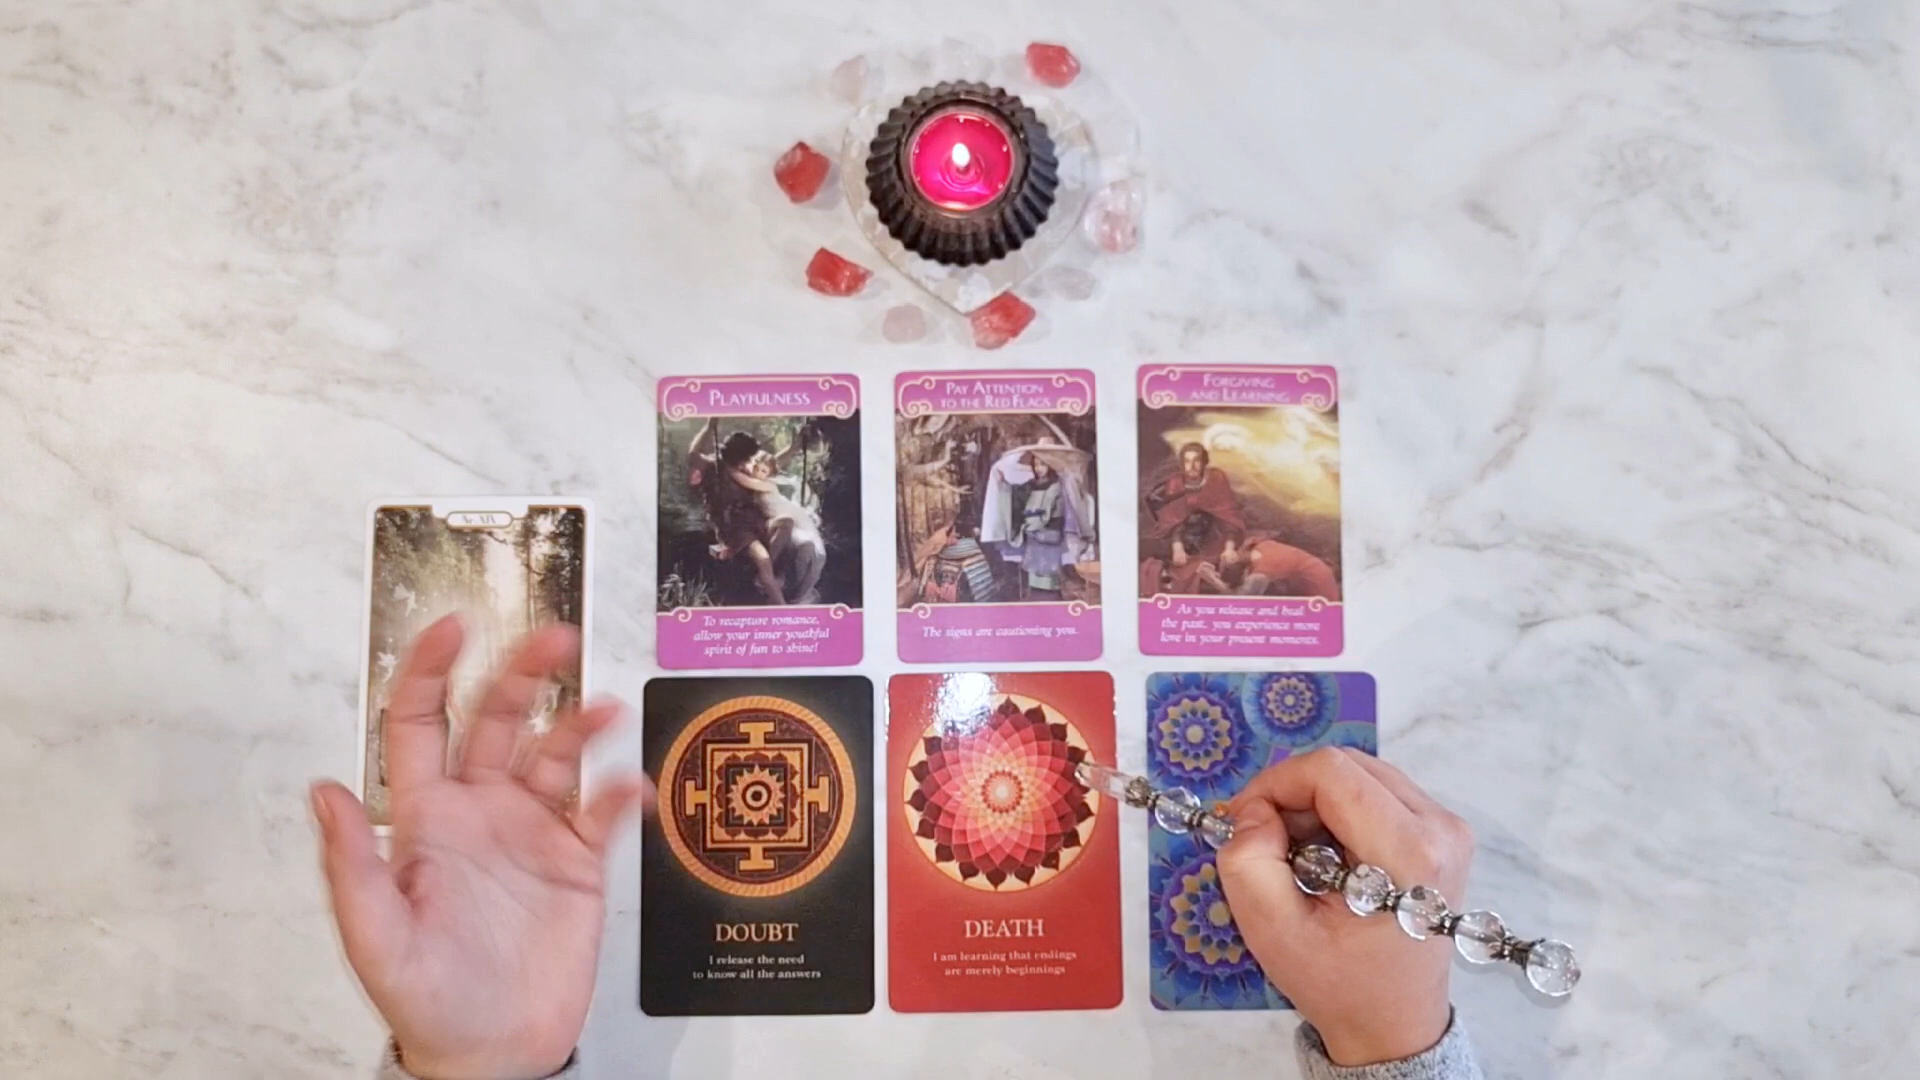 PLAYFULNESS
To recapture romance,
allow your inner youthful
spirit of fun to shine!
PAY ATTENTION
TO THE RED FLAGS
The signs are cautioning you.
FORGIVING
AND LEARNING
As you release and heal
the past, you experience more
love in your present moments.
DOUBT
I release the need
to know all the answers
DEATH
I am learning that endings
are merely beginnings